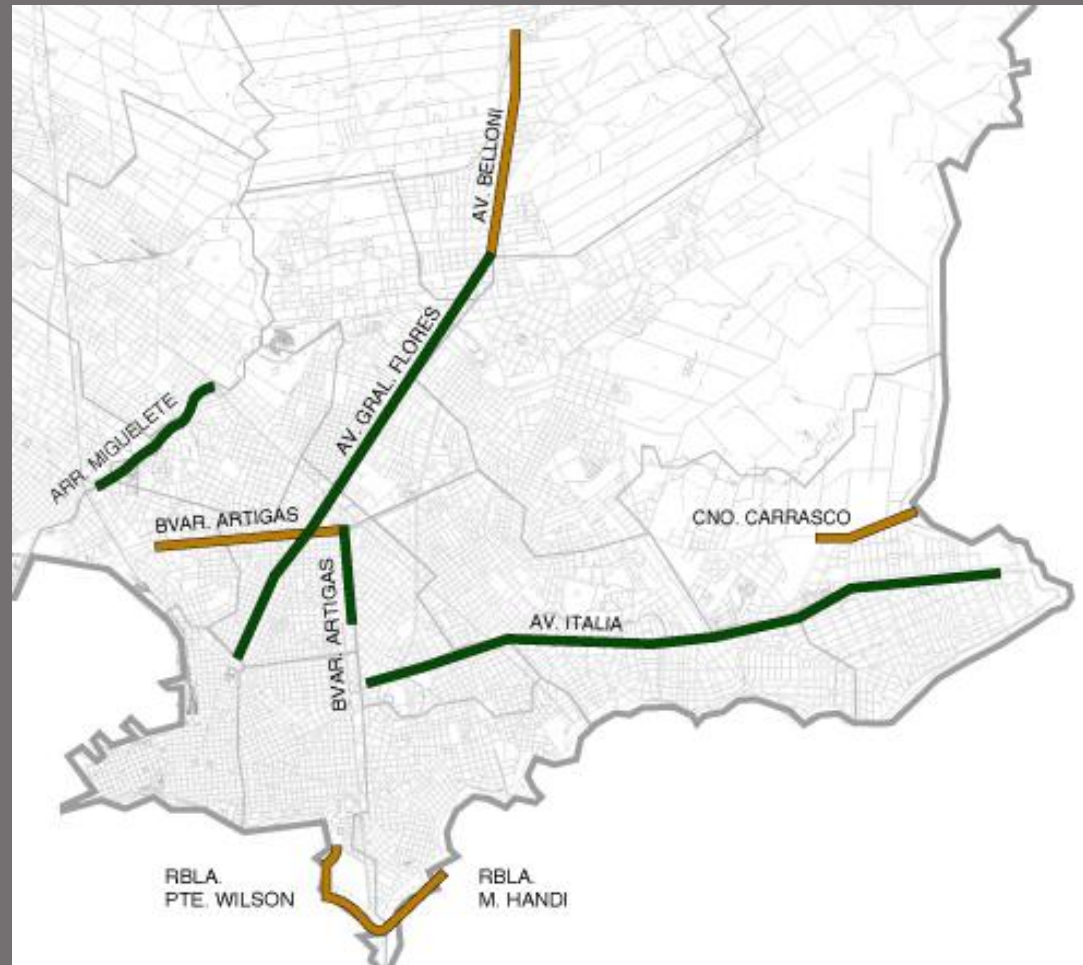 AV. BELLONI
AV. GRAL. FLORES
ARR. MIGUELETE
BVAR. ARTIGAS
CNO. CARRASCO
BVAR. ARTIGAS
AV. ITALIA
RBLA.
PTE. WILSON
RBLA.
M. HANDI